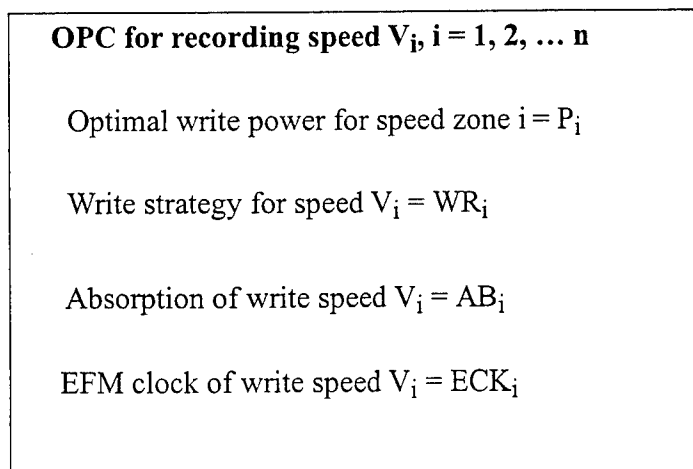 OPC for recording speed Vi, i = 1, 2, ... n
Optimal write power for speed zone i = Pi
Write strategy for speed Vi = WRi
Absorption of write speed Vi = ABi
EFM clock of write speed Vi = ECKi